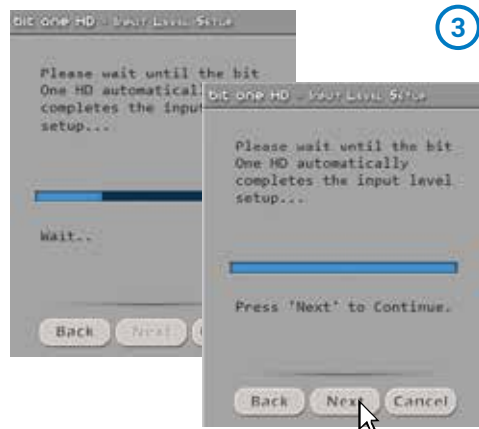 3
bit one HD - Input Level Setup
Please wait until the bit
One HD automatical
completes the input
setup...
Wait..
Back Next
bit one HD - Input Level Setup
Please wait until the bit
One HD automatically
completes the input level
setup...
Press 'Next' to Continue.
Back Next Cancel